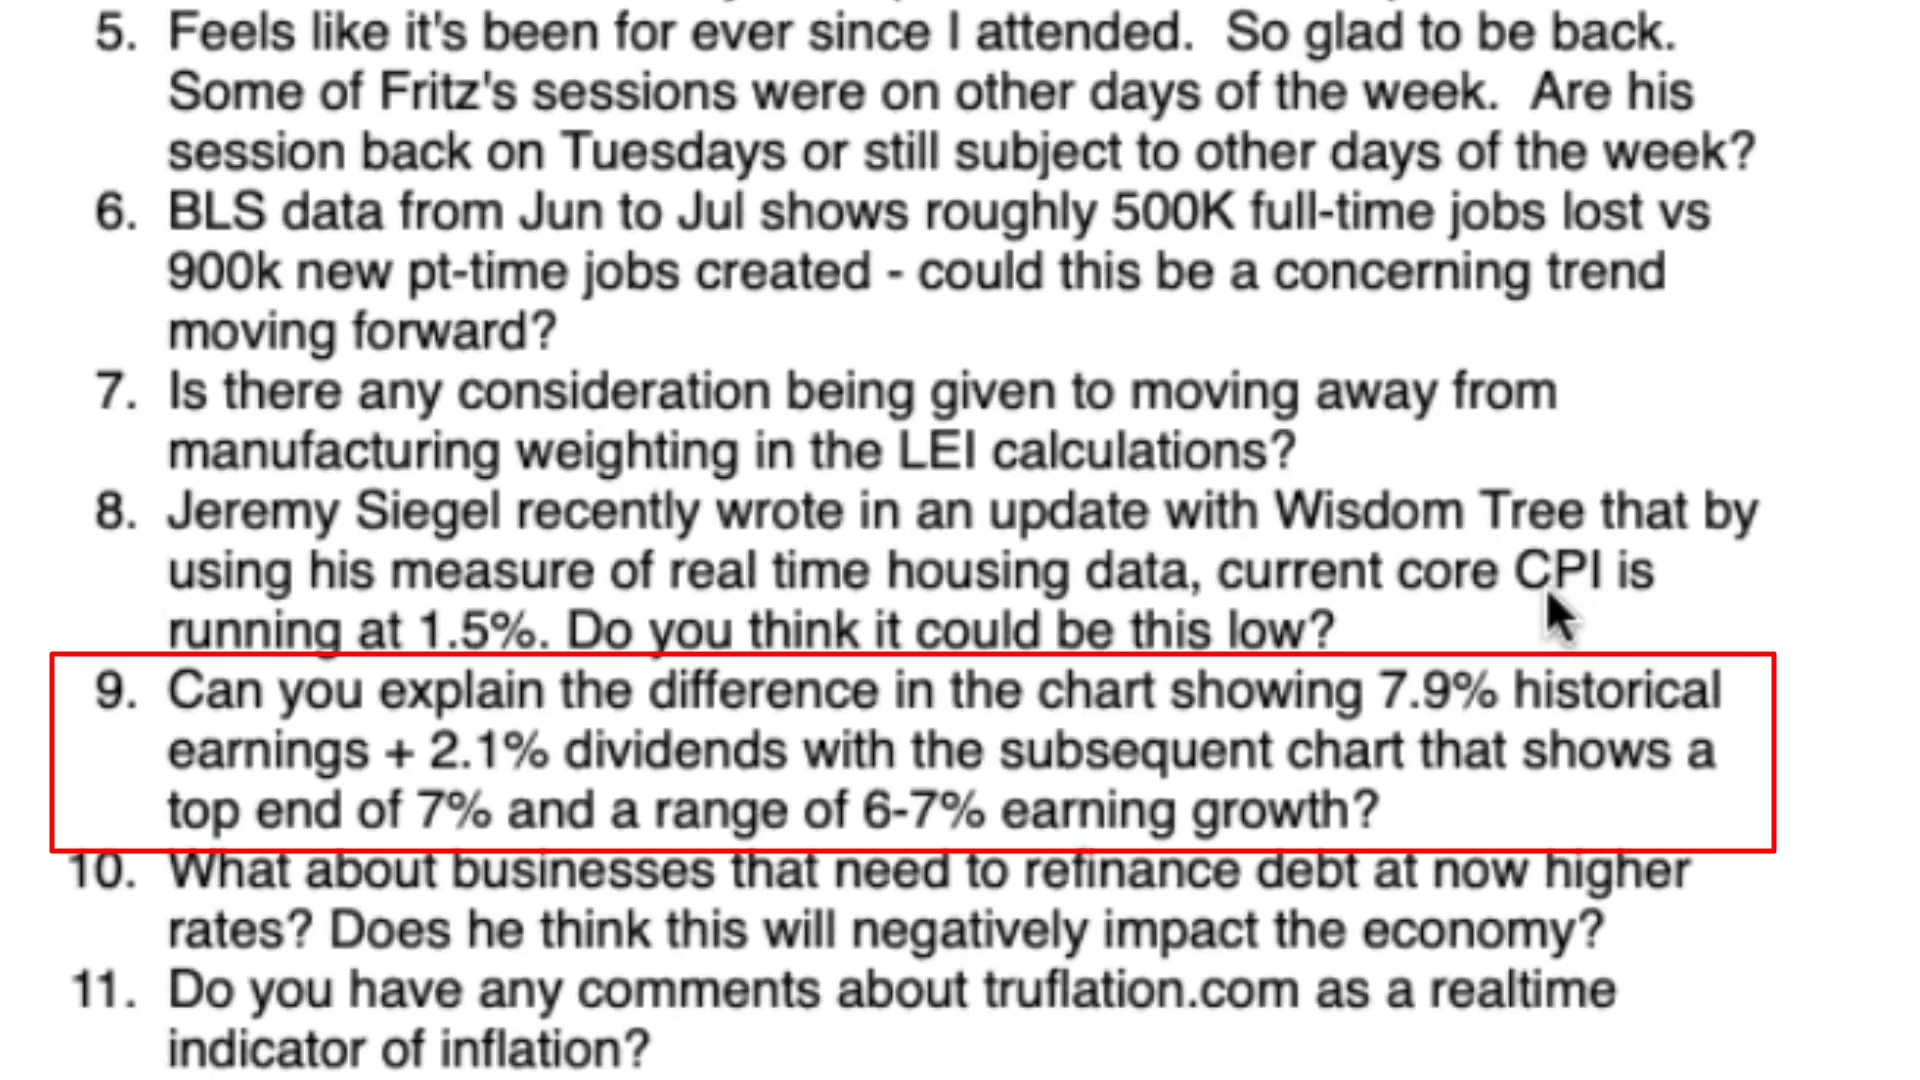 5. Feels like it's been for ever since I attended.  So glad to be back.
Some of Fritz's sessions were on other days of the week.  Are his
session back on Tuesdays or still subject to other days of the week?
6. BLS data from Jun to Jul shows roughly 500K full-time jobs lost vs
900k new pt-time jobs created - could this be a concerning trend
moving forward?
7. Is there any consideration being given to moving away from
manufacturing weighting in the LEI calculations?
8. Jeremy Siegel recently wrote in an update with Wisdom Tree that by
using his measure of real time housing data, current core CPI is
running at 1.5%. Do you think it could be this low?
9. Can you explain the difference in the chart showing 7.9% historical
earnings + 2.1% dividends with the subsequent chart that shows a
top end of 7% and a range of 6-7% earning growth?
10. What about businesses that need to refinance debt at now higher
rates? Does he think this will negatively impact the economy?
11. Do you have any comments about truflation.com as a realtime
indicator of inflation?